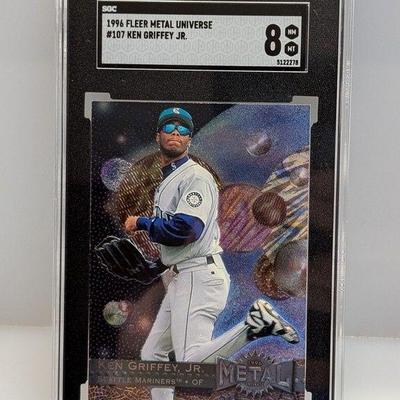 SGC
1996 FLEER METAL UNIVERSE
#107 KEN GRIFFEY JR.
8
NM
MT
5122278
KEN GRIFFEY, JR.
SEATTLE MARINERS™ • OF
METAL